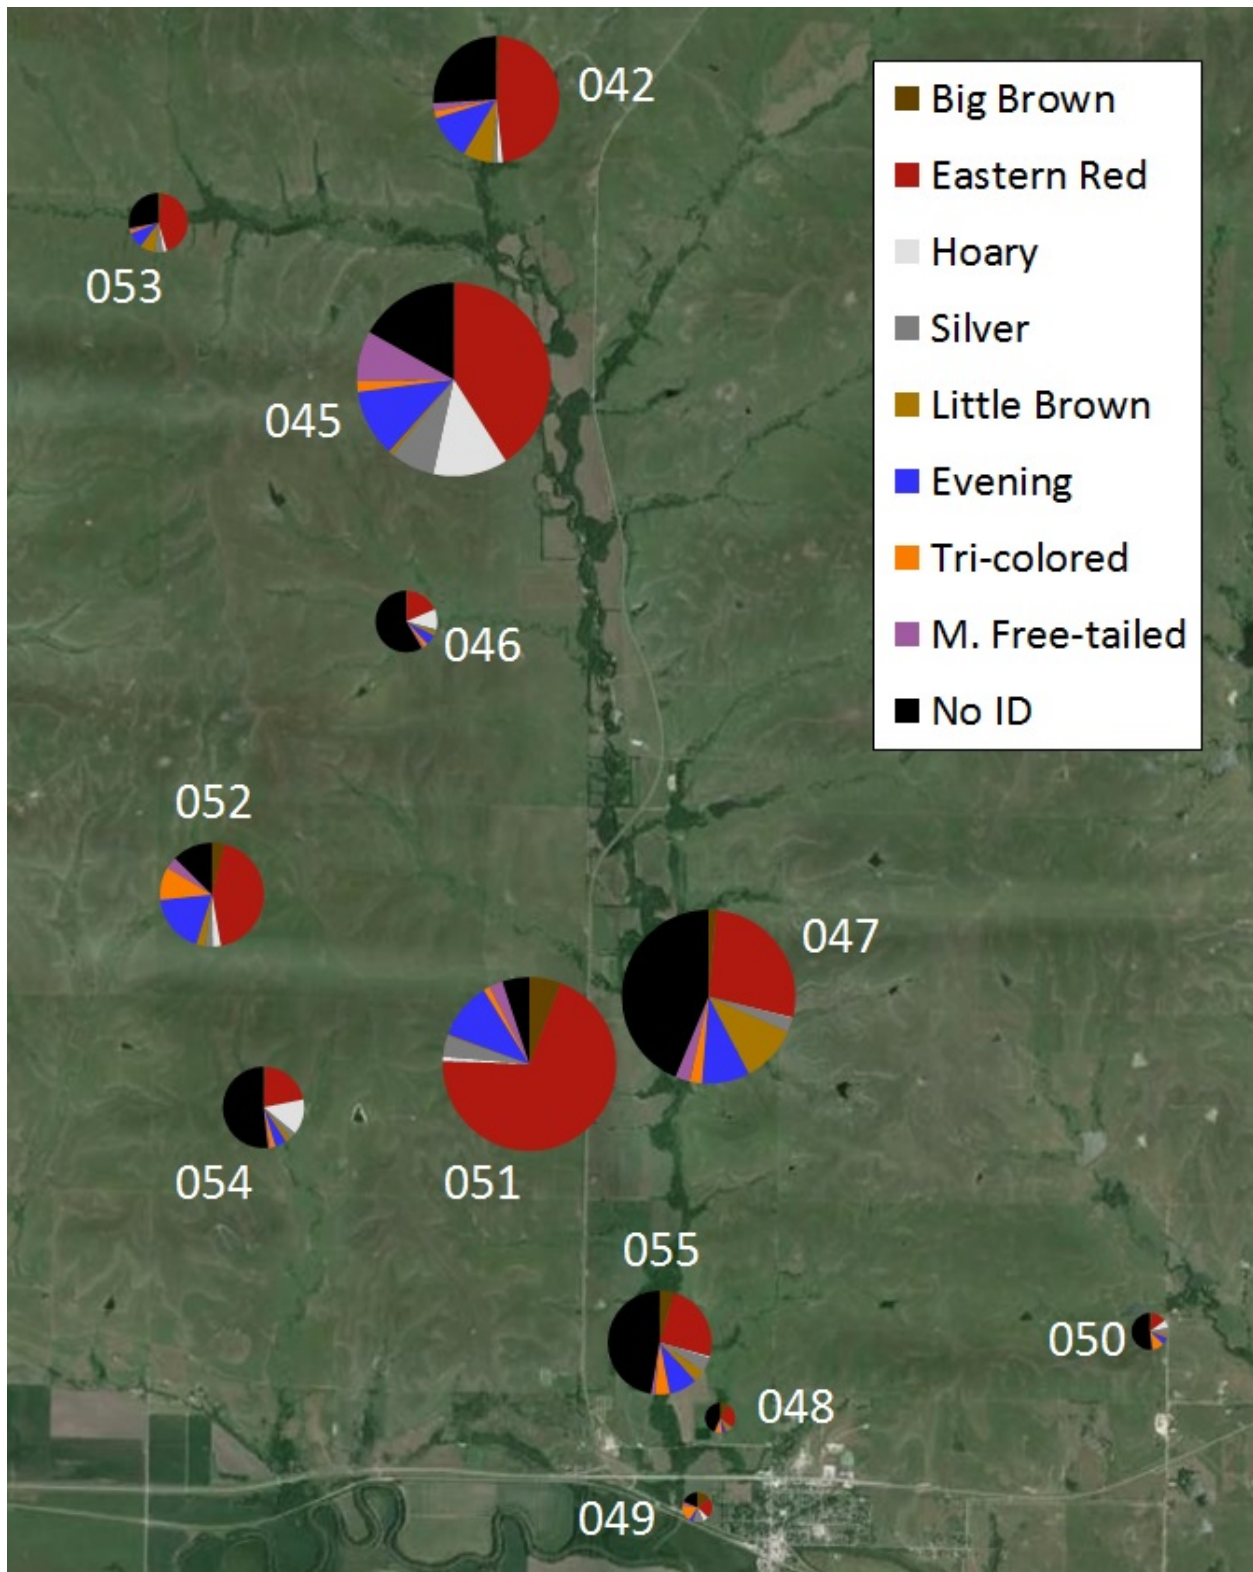 042
053
045
046
052
047
054
051
055
050
048
049
Big Brown
Eastern Red
Hoary
Silver
Little Brown
Evening
Tri-colored
M. Free-tailed
No ID